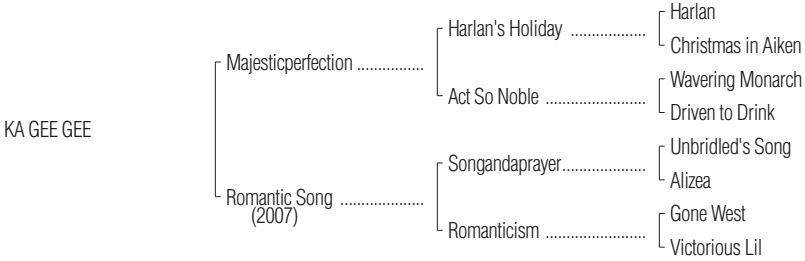 Harlan
Harlan's Holiday ...................
Christmas in Aiken
Majesticperfection ................
Wavering Monarch
Act So Noble .........................
Driven to Drink
KA GEE GEE
Unbridled's Song
Songandaprayer.....................
Alizea
Romantic Song ....................
(2007)
Gone West
Romanticism .........................
Victorious Lil